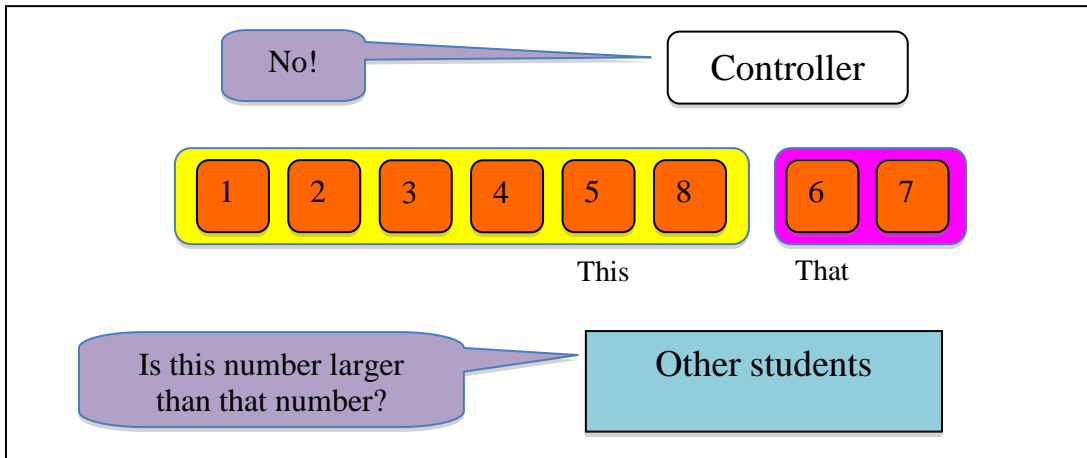 No!
Controller
1 2 3 4 5 8 6 7
This That
Is this number larger
than that number?
Other students